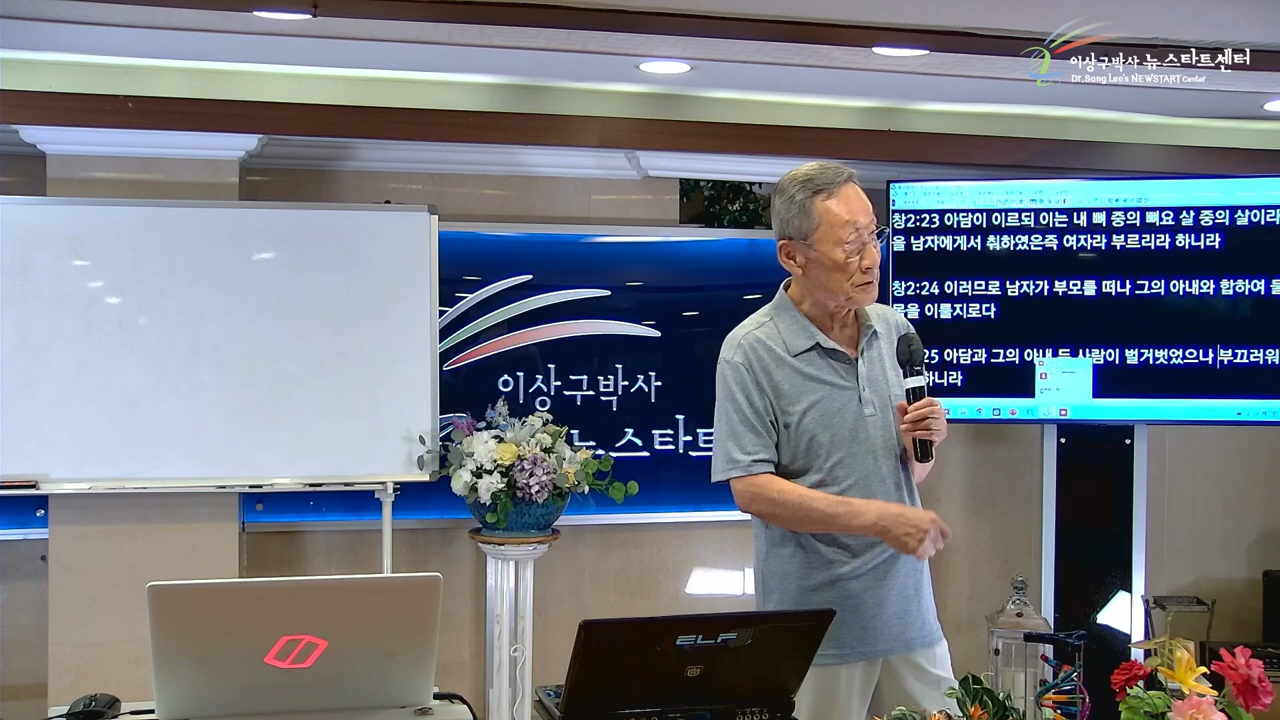 이상구박사 뉴스타트센터
Dr. Sang Lee's NEWSTART Center
창2:23 아담이 이르되 이는 내 뼈 중의 뼈요 살 중의 살이라
을 남자에게서 취하였은즉 여자라 부르리라 하니라
창2:24 이러므로 남자가 부모를 떠나 그의 아내와 합하여
몸을 이룰지로다
25 아담과 그의 아내 두 사람이 벌거벗었으나 부끄러워
하니라
이상구박사
뉴스타트
ELF